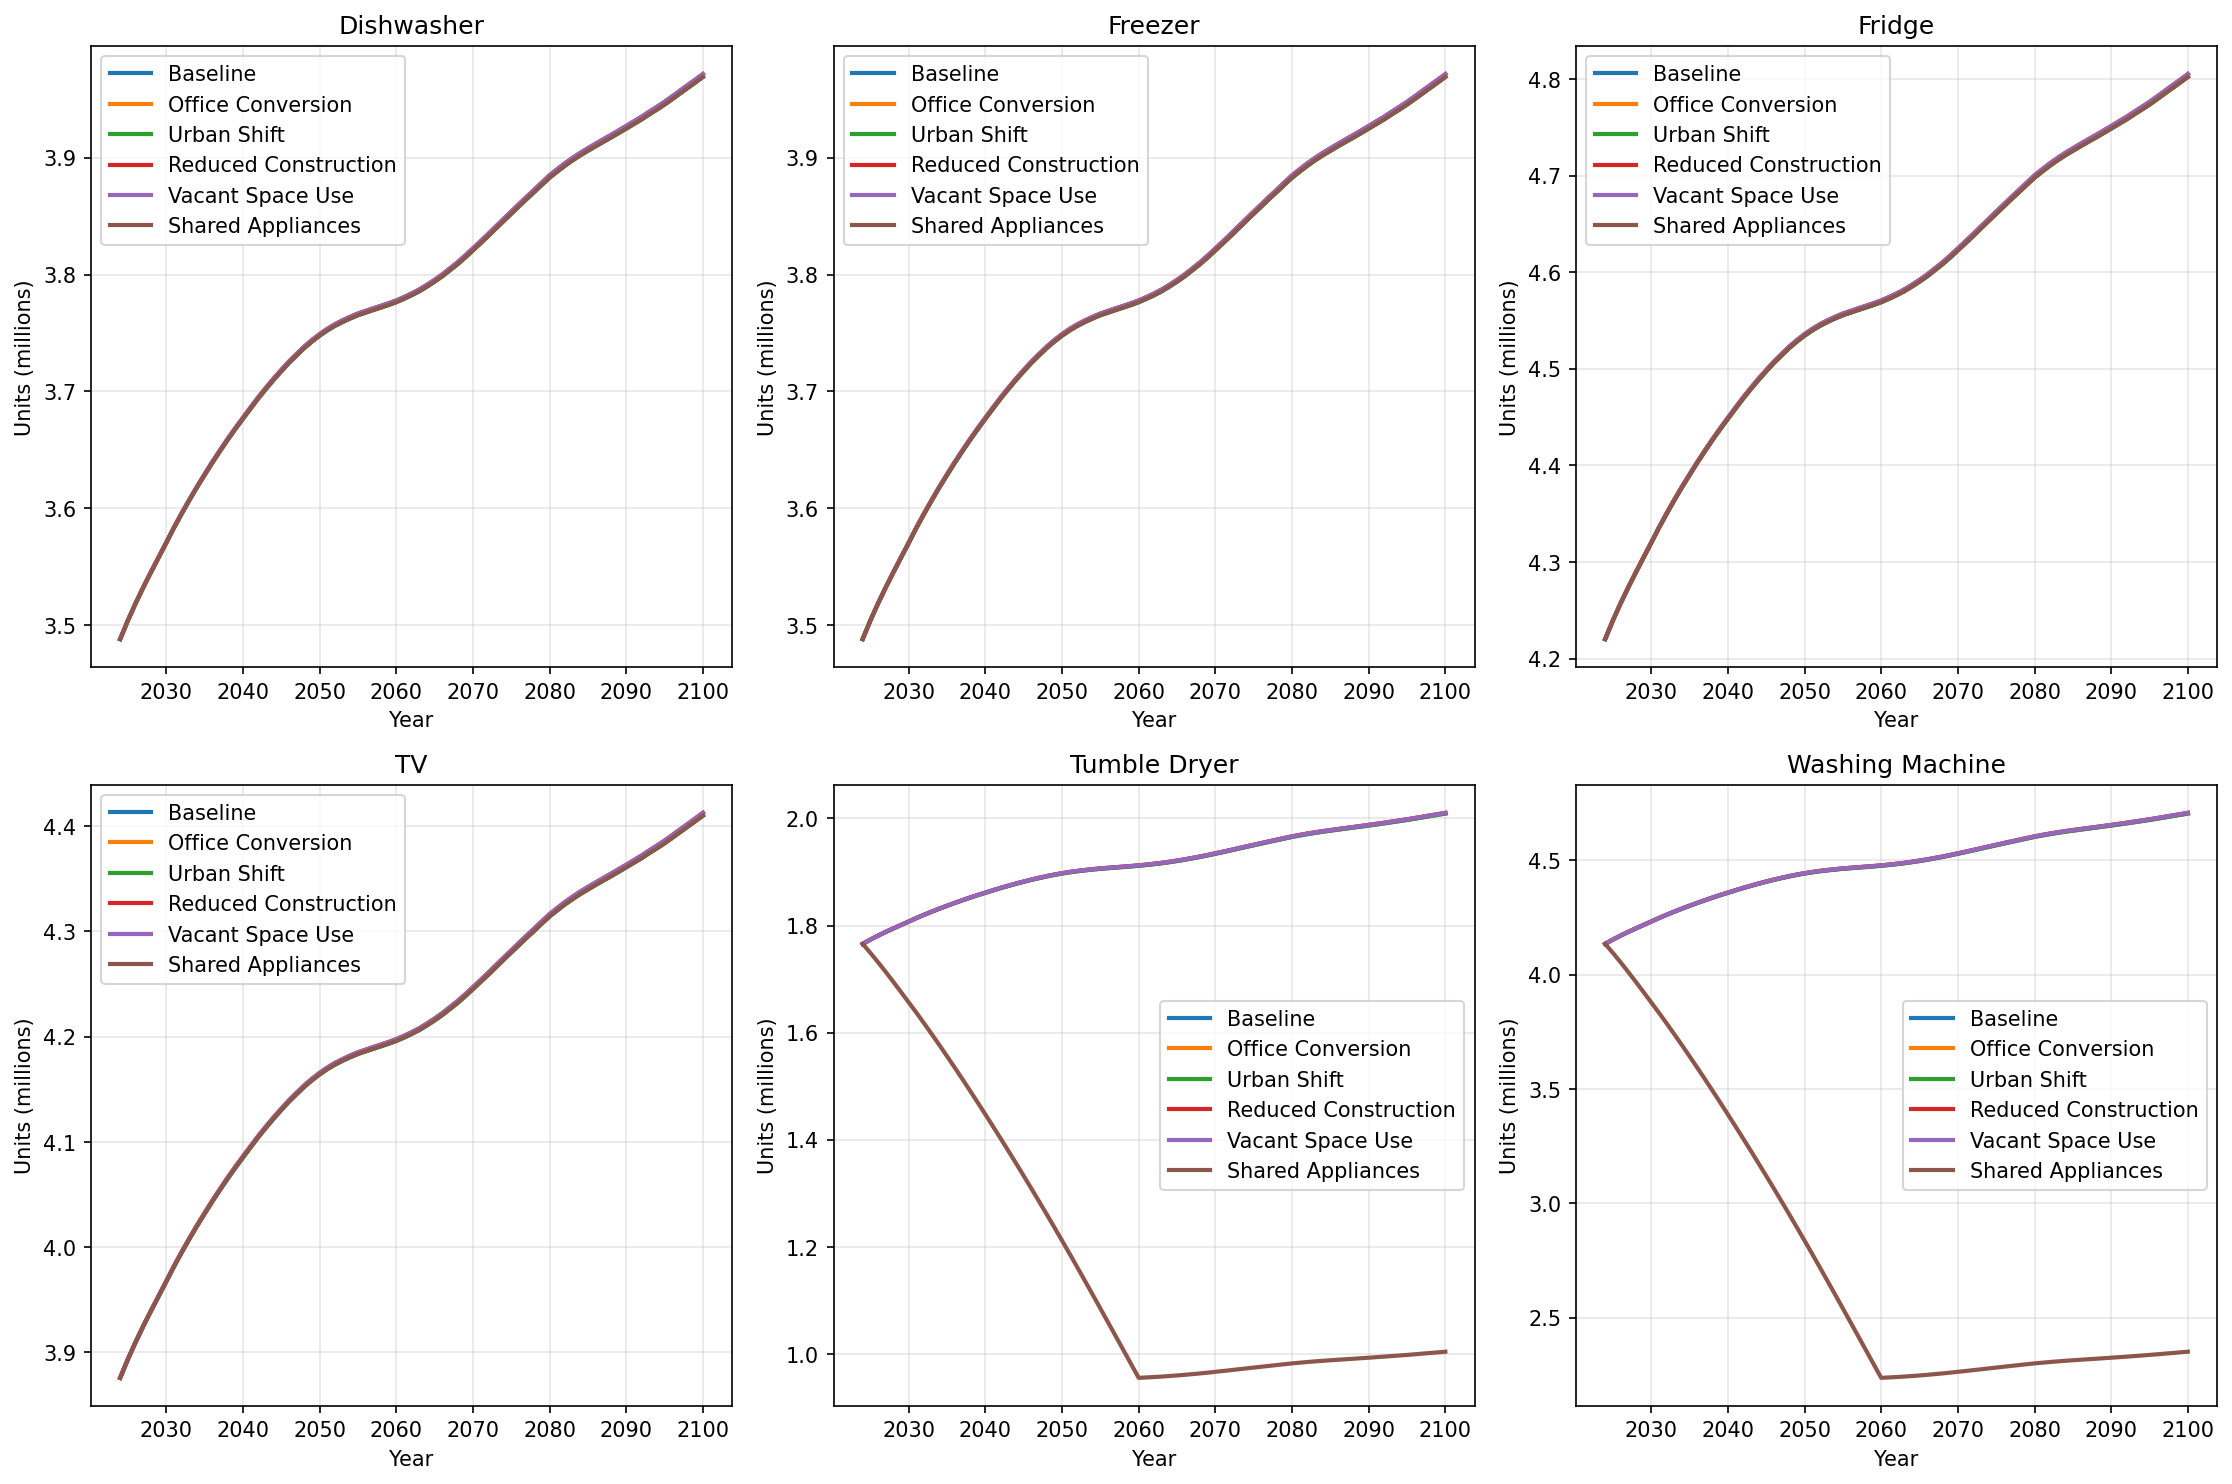 Dishwasher
Baseline
Office Conversion
Urban Shift
Reduced Construction
Vacant Space Use
Shared Appliances
3.9
3.8
3.7
3.6
3.5
Units (millions)
2030 2040 2050 2060 2070 2080 2090 2100
Year
Freezer
Baseline
Office Conversion
Urban Shift
Reduced Construction
Vacant Space Use
Shared Appliances
3.9
3.8
3.7
3.6
3.5
Units (millions)
2030 2040 2050 2060 2070 2080 2090 2100
Year
Fridge
Baseline
Office Conversion
Urban Shift
Reduced Construction
Vacant Space Use
Shared Appliances
4.8
4.7
4.6
4.5
4.4
4.3
4.2
Units (millions)
2030 2040 2050 2060 2070 2080 2090 2100
Year
TV
Baseline
Office Conversion
Urban Shift
Reduced Construction
Vacant Space Use
Shared Appliances
4.4
4.3
4.2
4.1
4.0
3.9
Units (millions)
2030 2040 2050 2060 2070 2080 2090 2100
Year
Tumble Dryer
2.0
1.8
1.6
1.4
1.2
1.0
Units (millions)
Baseline
Office Conversion
Urban Shift
Reduced Construction
Vacant Space Use
Shared Appliances
2030 2040 2050 2060 2070 2080 2090 2100
Year
Washing Machine
4.5
4.0
3.5
3.0
2.5
Units (millions)
Baseline
Office Conversion
Urban Shift
Reduced Construction
Vacant Space Use
Shared Appliances
2030 2040 2050 2060 2070 2080 2090 2100
Year